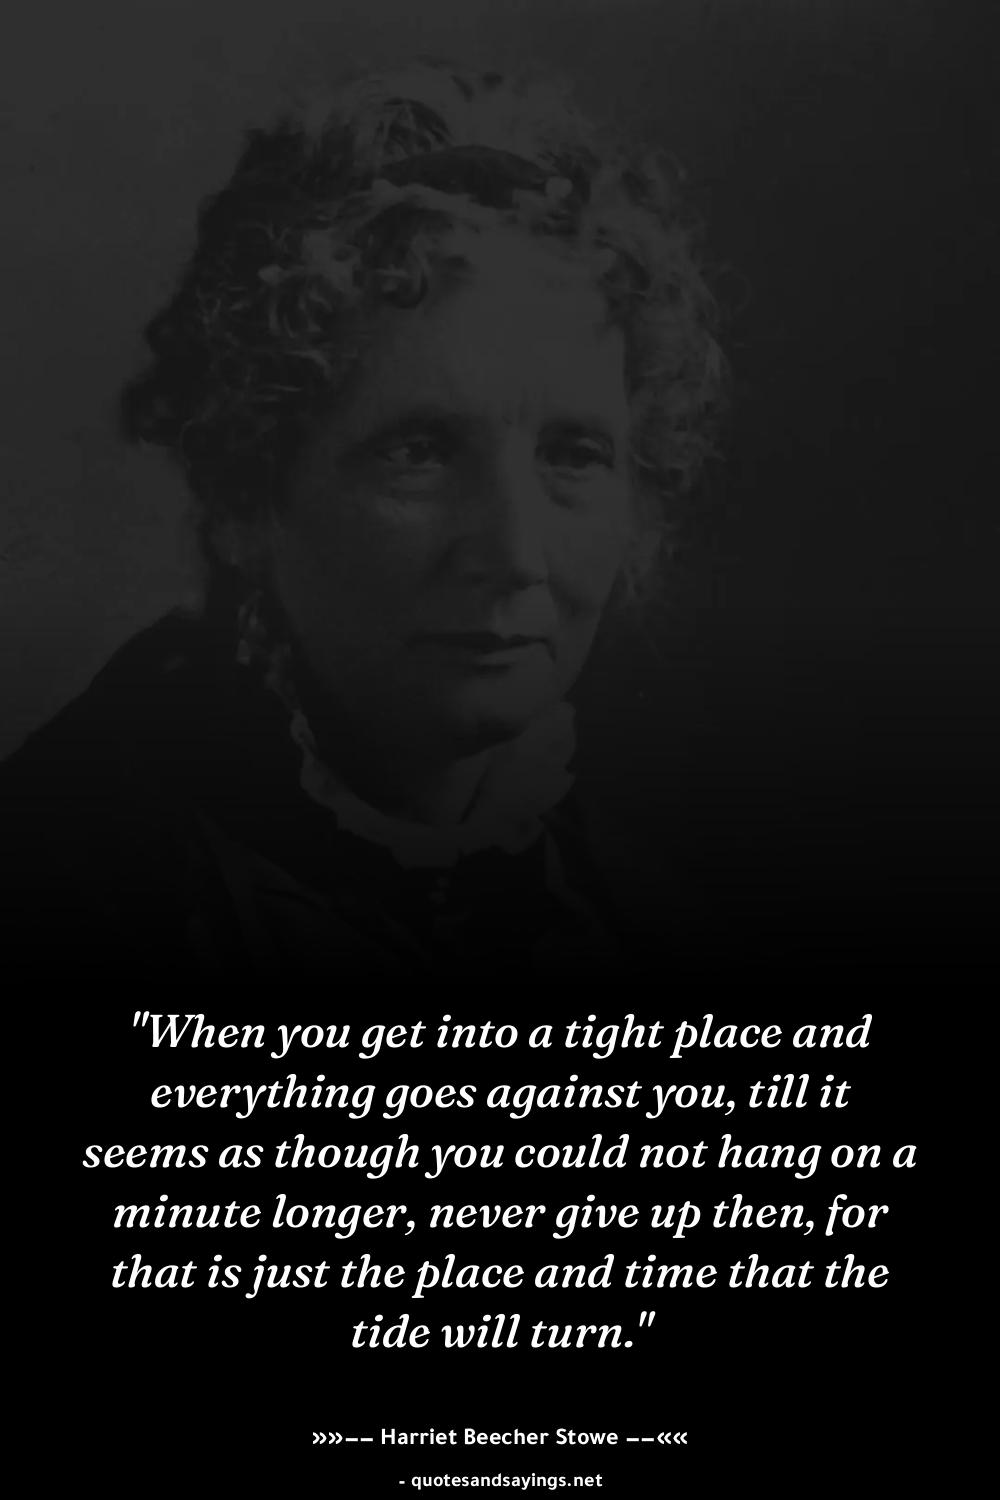 "When you get into a tight place and
everything goes against you, till it
seems as though you could not hang on a
minute longer, never give up then, for
that is just the place and time that the
tide will turn."
»»–– Harriet Beecher Stowe ––««
- quotesandsayings.net